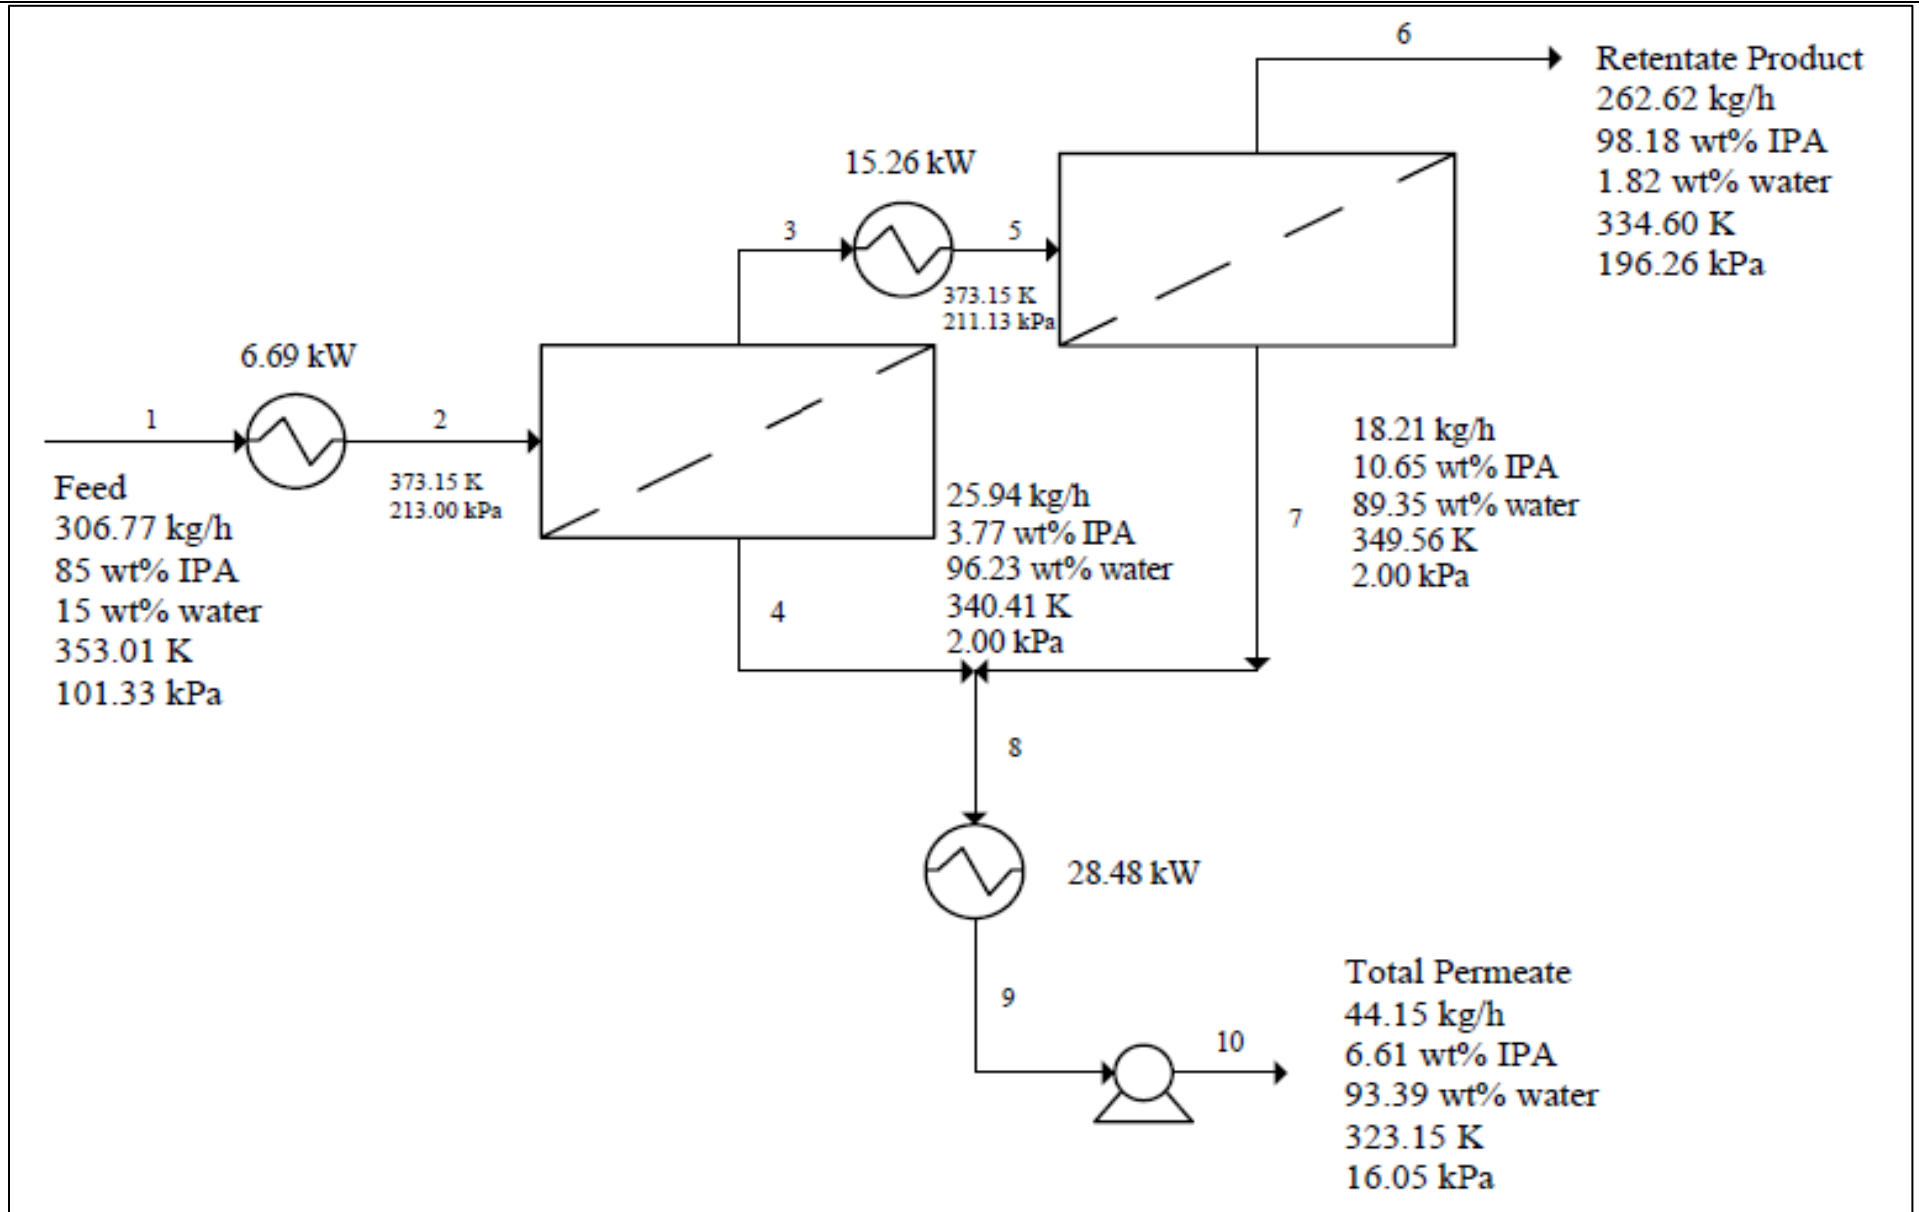 6
Retentate Product
262.62 kg/h
98.18 wt% IPA
1.82 wt% water
334.60 K
196.26 kPa
15.26 kW
3
5
373.15 K
211.13 kPa
6.69 kW
1
2
373.15 K
213.00 kPa
Feed
306.77 kg/h
85 wt% IPA
15 wt% water
353.01 K
101.33 kPa
25.94 kg/h
3.77 wt% IPA
96.23 wt% water
340.41 K
2.00 kPa
4
18.21 kg/h
10.65 wt% IPA
89.35 wt% water
349.56 K
2.00 kPa
7
8
28.48 kW
9
10
Total Permeate
44.15 kg/h
6.61 wt% IPA
93.39 wt% water
323.15 K
16.05 kPa